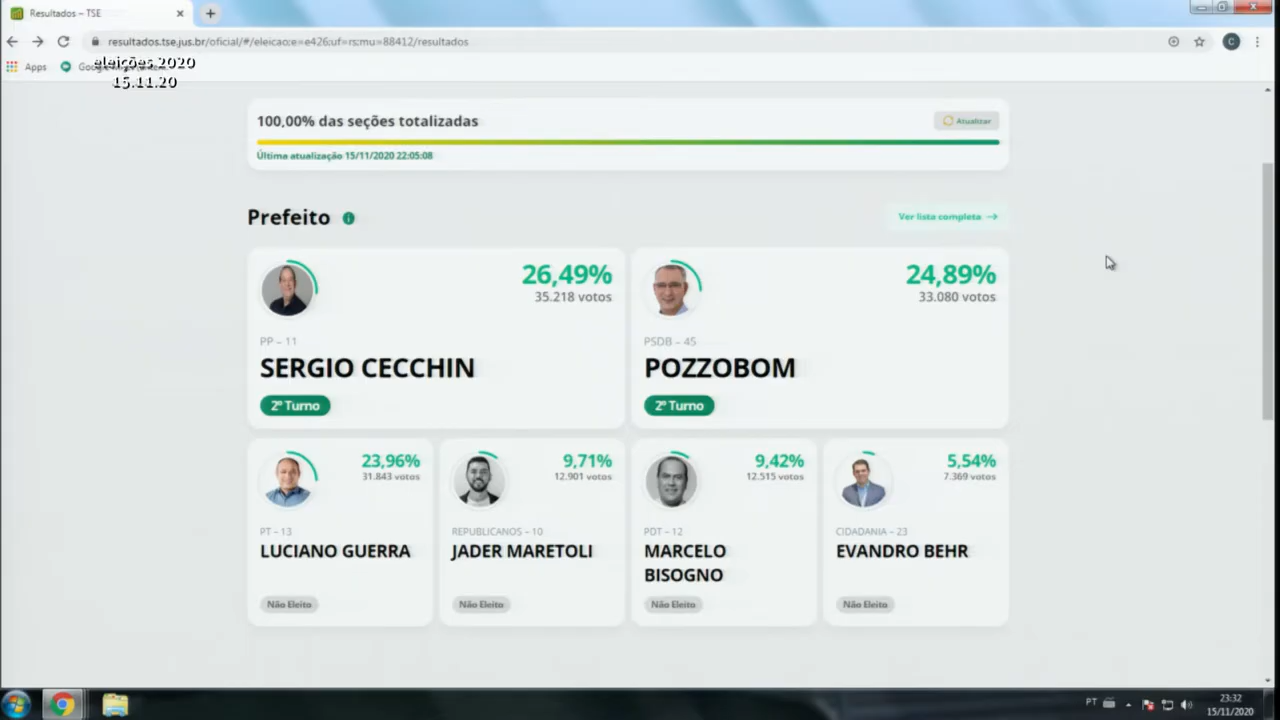 Resultados – TSE
resultados.tse.jus.br/oficial/#/eleicao;e=e426;uf=rs;mu=88412/resultados
C
Apps
eleições 2020
15.11.20
100,00% das seções totalizadas
Atualizar
Última atualização 15/11/2020 22:05:08
Prefeito
Ver lista completa →
26,49%
35.218 votos
PP – 11
SERGIO CECCHIN
2º Turno
24,89%
33.080 votos
PSDB – 45
POZZOBOM
2º Turno
23,96%
31.843 votos
PT – 13
LUCIANO GUERRA
Não Eleito
9,71%
12.901 votos
REPUBLICANOS – 10
JADER MARETOLI
Não Eleito
9,42%
12.515 votos
PDT – 12
MARCELO
BISOGNO
Não Eleito
5,54%
7.369 votos
CIDADANIA – 23
EVANDRO BEHR
Não Eleito
PT
23:32
15/11/2020